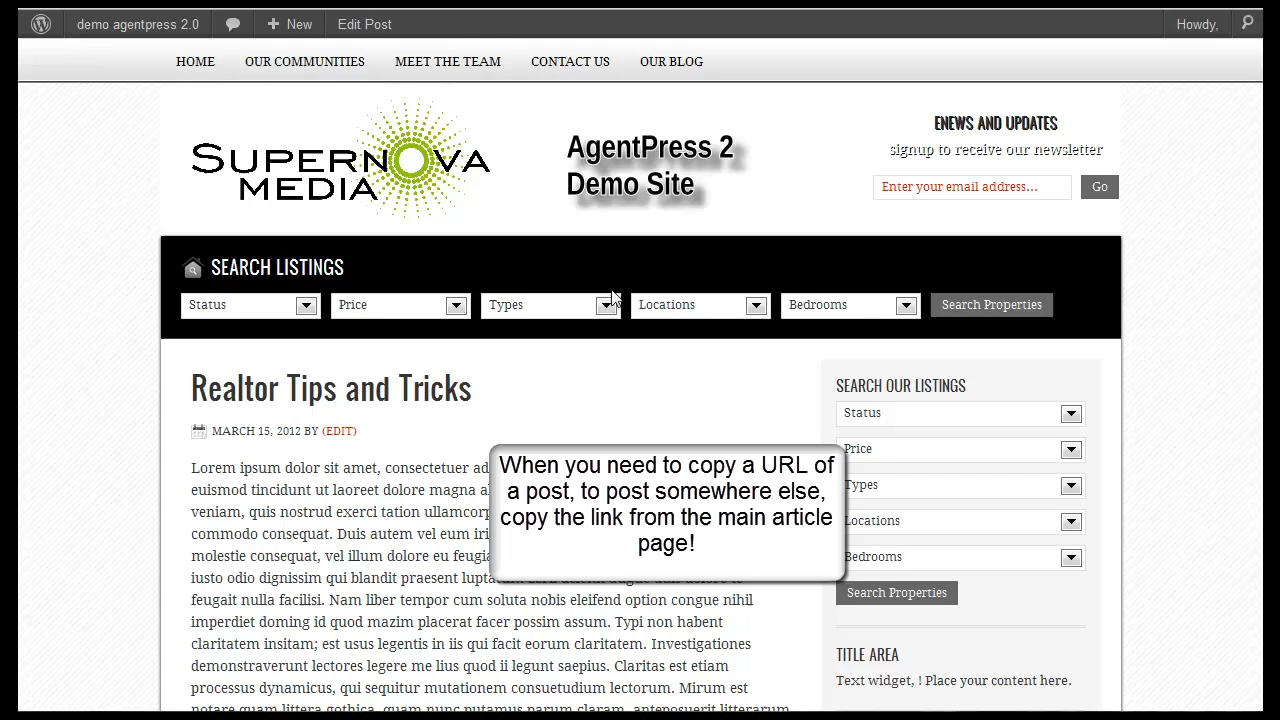 demo agentpress 2.0
New
Edit Post
Howdy,
HOME
OUR COMMUNITIES
MEET THE TEAM
CONTACT US
OUR BLOG
SUPERNOVA
MEDIA
AgentPress 2
Demo Site
ENEWS AND UPDATES
signup to receive our newsletter
Enter your email address...
Go
SEARCH LISTINGS
Status
Price
Types
Locations
Bedrooms
Search Properties
Realtor Tips and Tricks
MARCH 15, 2012 BY (EDIT)
Lorem ipsum dolor sit amet, consectetuer
euismod tincidunt ut laoreet dolore magna
veniam, quis nostrud exerci tation
commodo consequat. Duis autem vel eum
molestie consequat, vel illum dolore eu
iusto odio dignissim qui blandit praesent
feugait nulla facilisi. Nam liber tempor cum soluta nobis eleifend option congue nihil
imperdiet doming id quod mazim placerat facer possim assum. Typi non habent
claritatem insitam; est usus legentis in iis qui facit eorum claritatem. Investigationes
demonstraverunt lectores legere me lius quod ii legunt saepius. Claritas est etiam
processus dynamicus, qui sequitur mutationem consuetudium lectorum. Mirum est
notare quam littera gothica, quam nunc putamus parum claram, anteposuerit litterarum
When you need to copy a URL of
a post, to post somewhere else,
copy the link from the main article
page!
SEARCH OUR LISTINGS
Status
Price
Types
Locations
Bedrooms
Search Properties
TITLE AREA
Text widget, ! Place your content here.